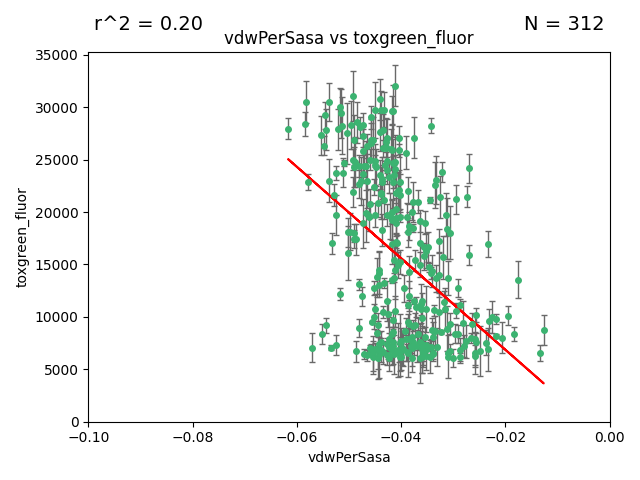 r^2 = 0.20
N = 312
vdwPerSasa vs toxgreen_fluor
35000
30000
25000
20000
15000
10000
5000
0
toxgreen_fluor
−0.10
−0.08
−0.06
−0.04
−0.02
0.00
vdwPerSasa